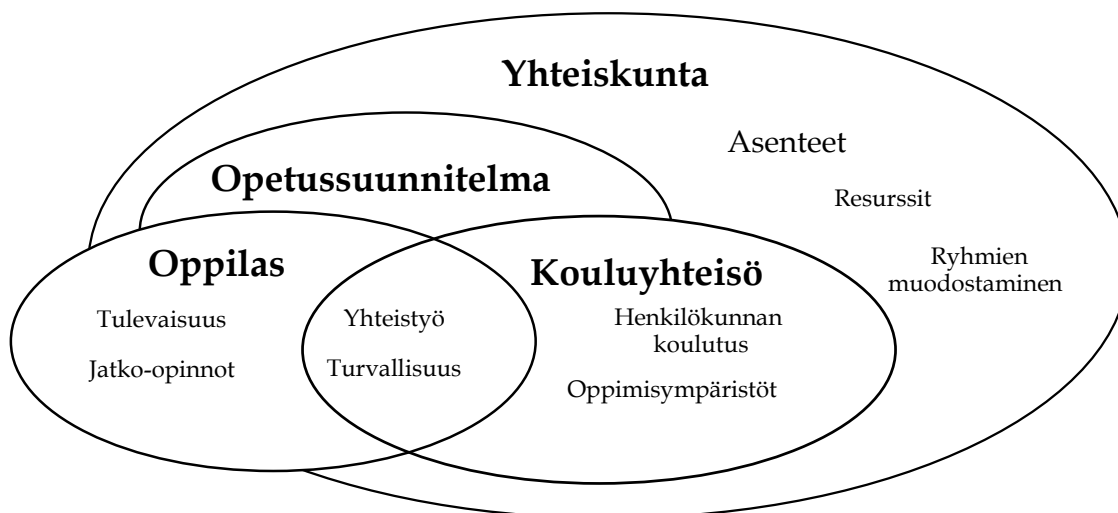 Yhteiskunta
Asenteet
Resurssit
Ryhmien
muodostaminen
Opetussuunnitelma
Oppilas
Tulevaisuus
Jatko-opinnot
Yhteistyö
Turvallisuus
Kouluyhteisö
Henkilökunnan
koulutus
Oppimisympäristöt